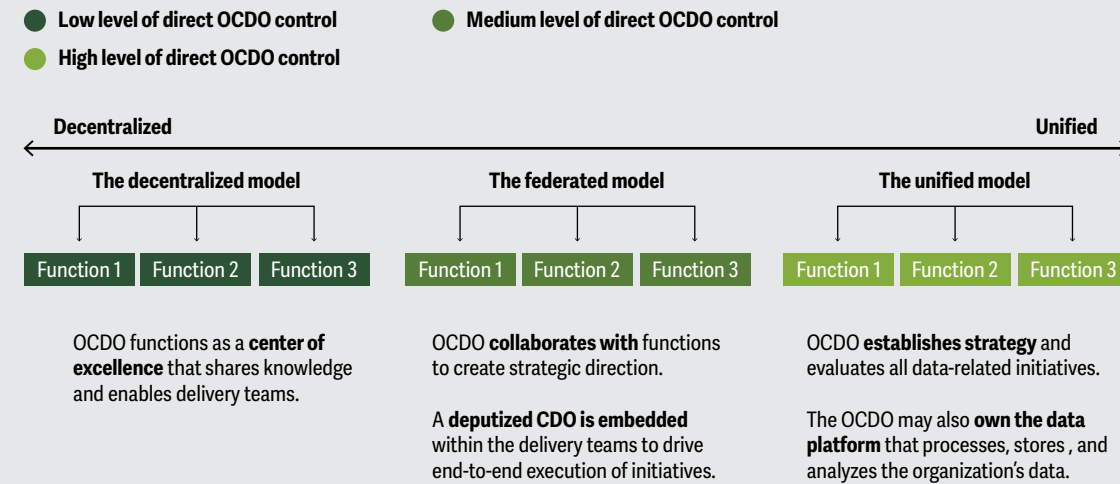 Low level of direct OCDO control
Medium level of direct OCDO control
High level of direct OCDO control
Decentralized
Unified
The decentralized model
The federated model
The unified model
Function 1
Function 2
Function 3
Function 1
Function 2
Function 3
Function 1
Function 2
Function 3
OCDO functions as a center of
excellence that shares knowledge
and enables delivery teams.
OCDO collaborates with functions
to create strategic direction.
A deputized CDO is embedded
within the delivery teams to drive
end-to-end execution of initiatives.
OCDO establishes strategy and
evaluates all data-related initiatives.
The OCDO may also own the data
platform that processes, stores , and
analyzes the organization's data.